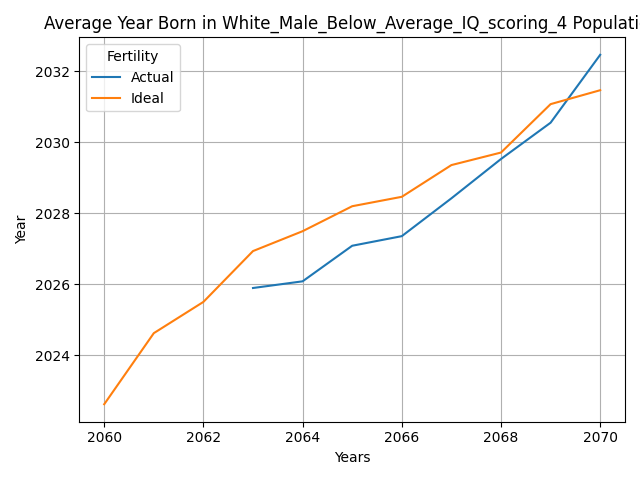 Average Year Born in White_Male_Below_Average_IQ_scoring_4 Populati
Fertility
Actual
Ideal
2032
2030
2028
2026
2024
Year
2060
2062
2064
2066
2068
2070
Years